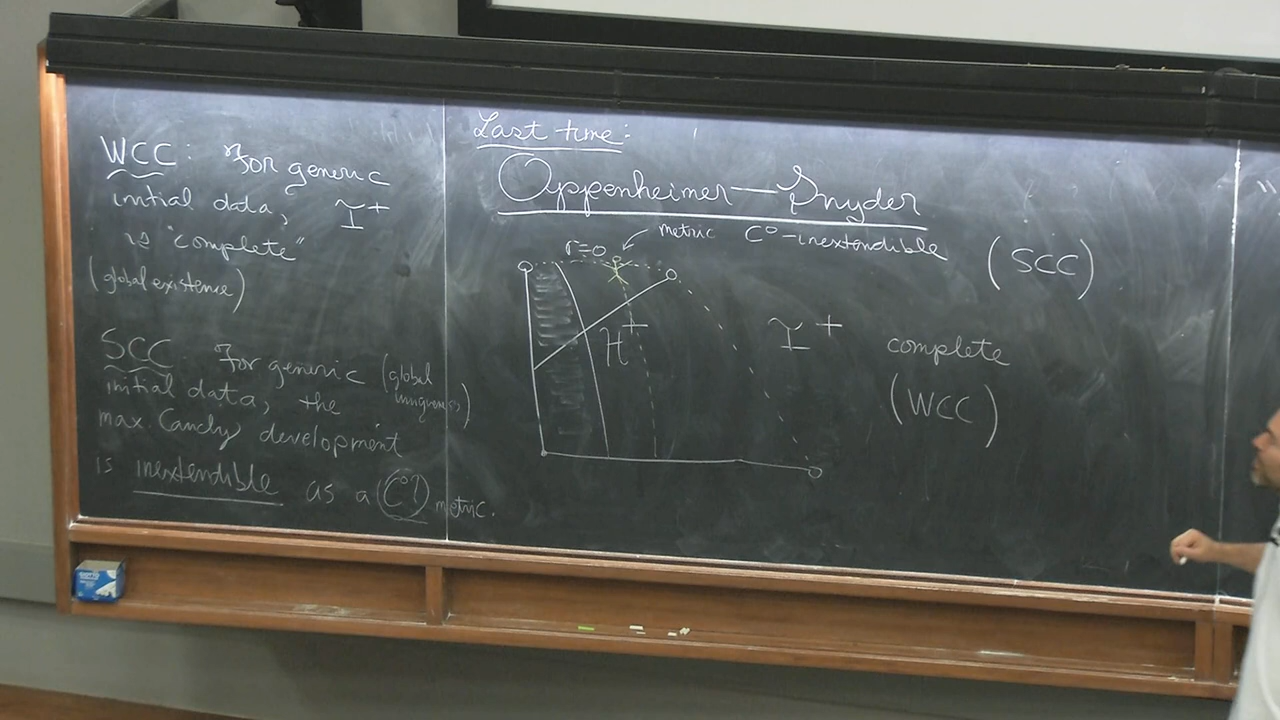 WCC: For generic
initial data, I+
is "complete"
(global existence)
SCC: For generic (global
initial data, the uniqueness)
max. Cauchy development
is inextendible as a (C⁰!) metric.
Last time:
Oppenheimer—Snyder
r=0 metric C⁰-inextendible (SCC)
H+ I+ complete
(WCC)